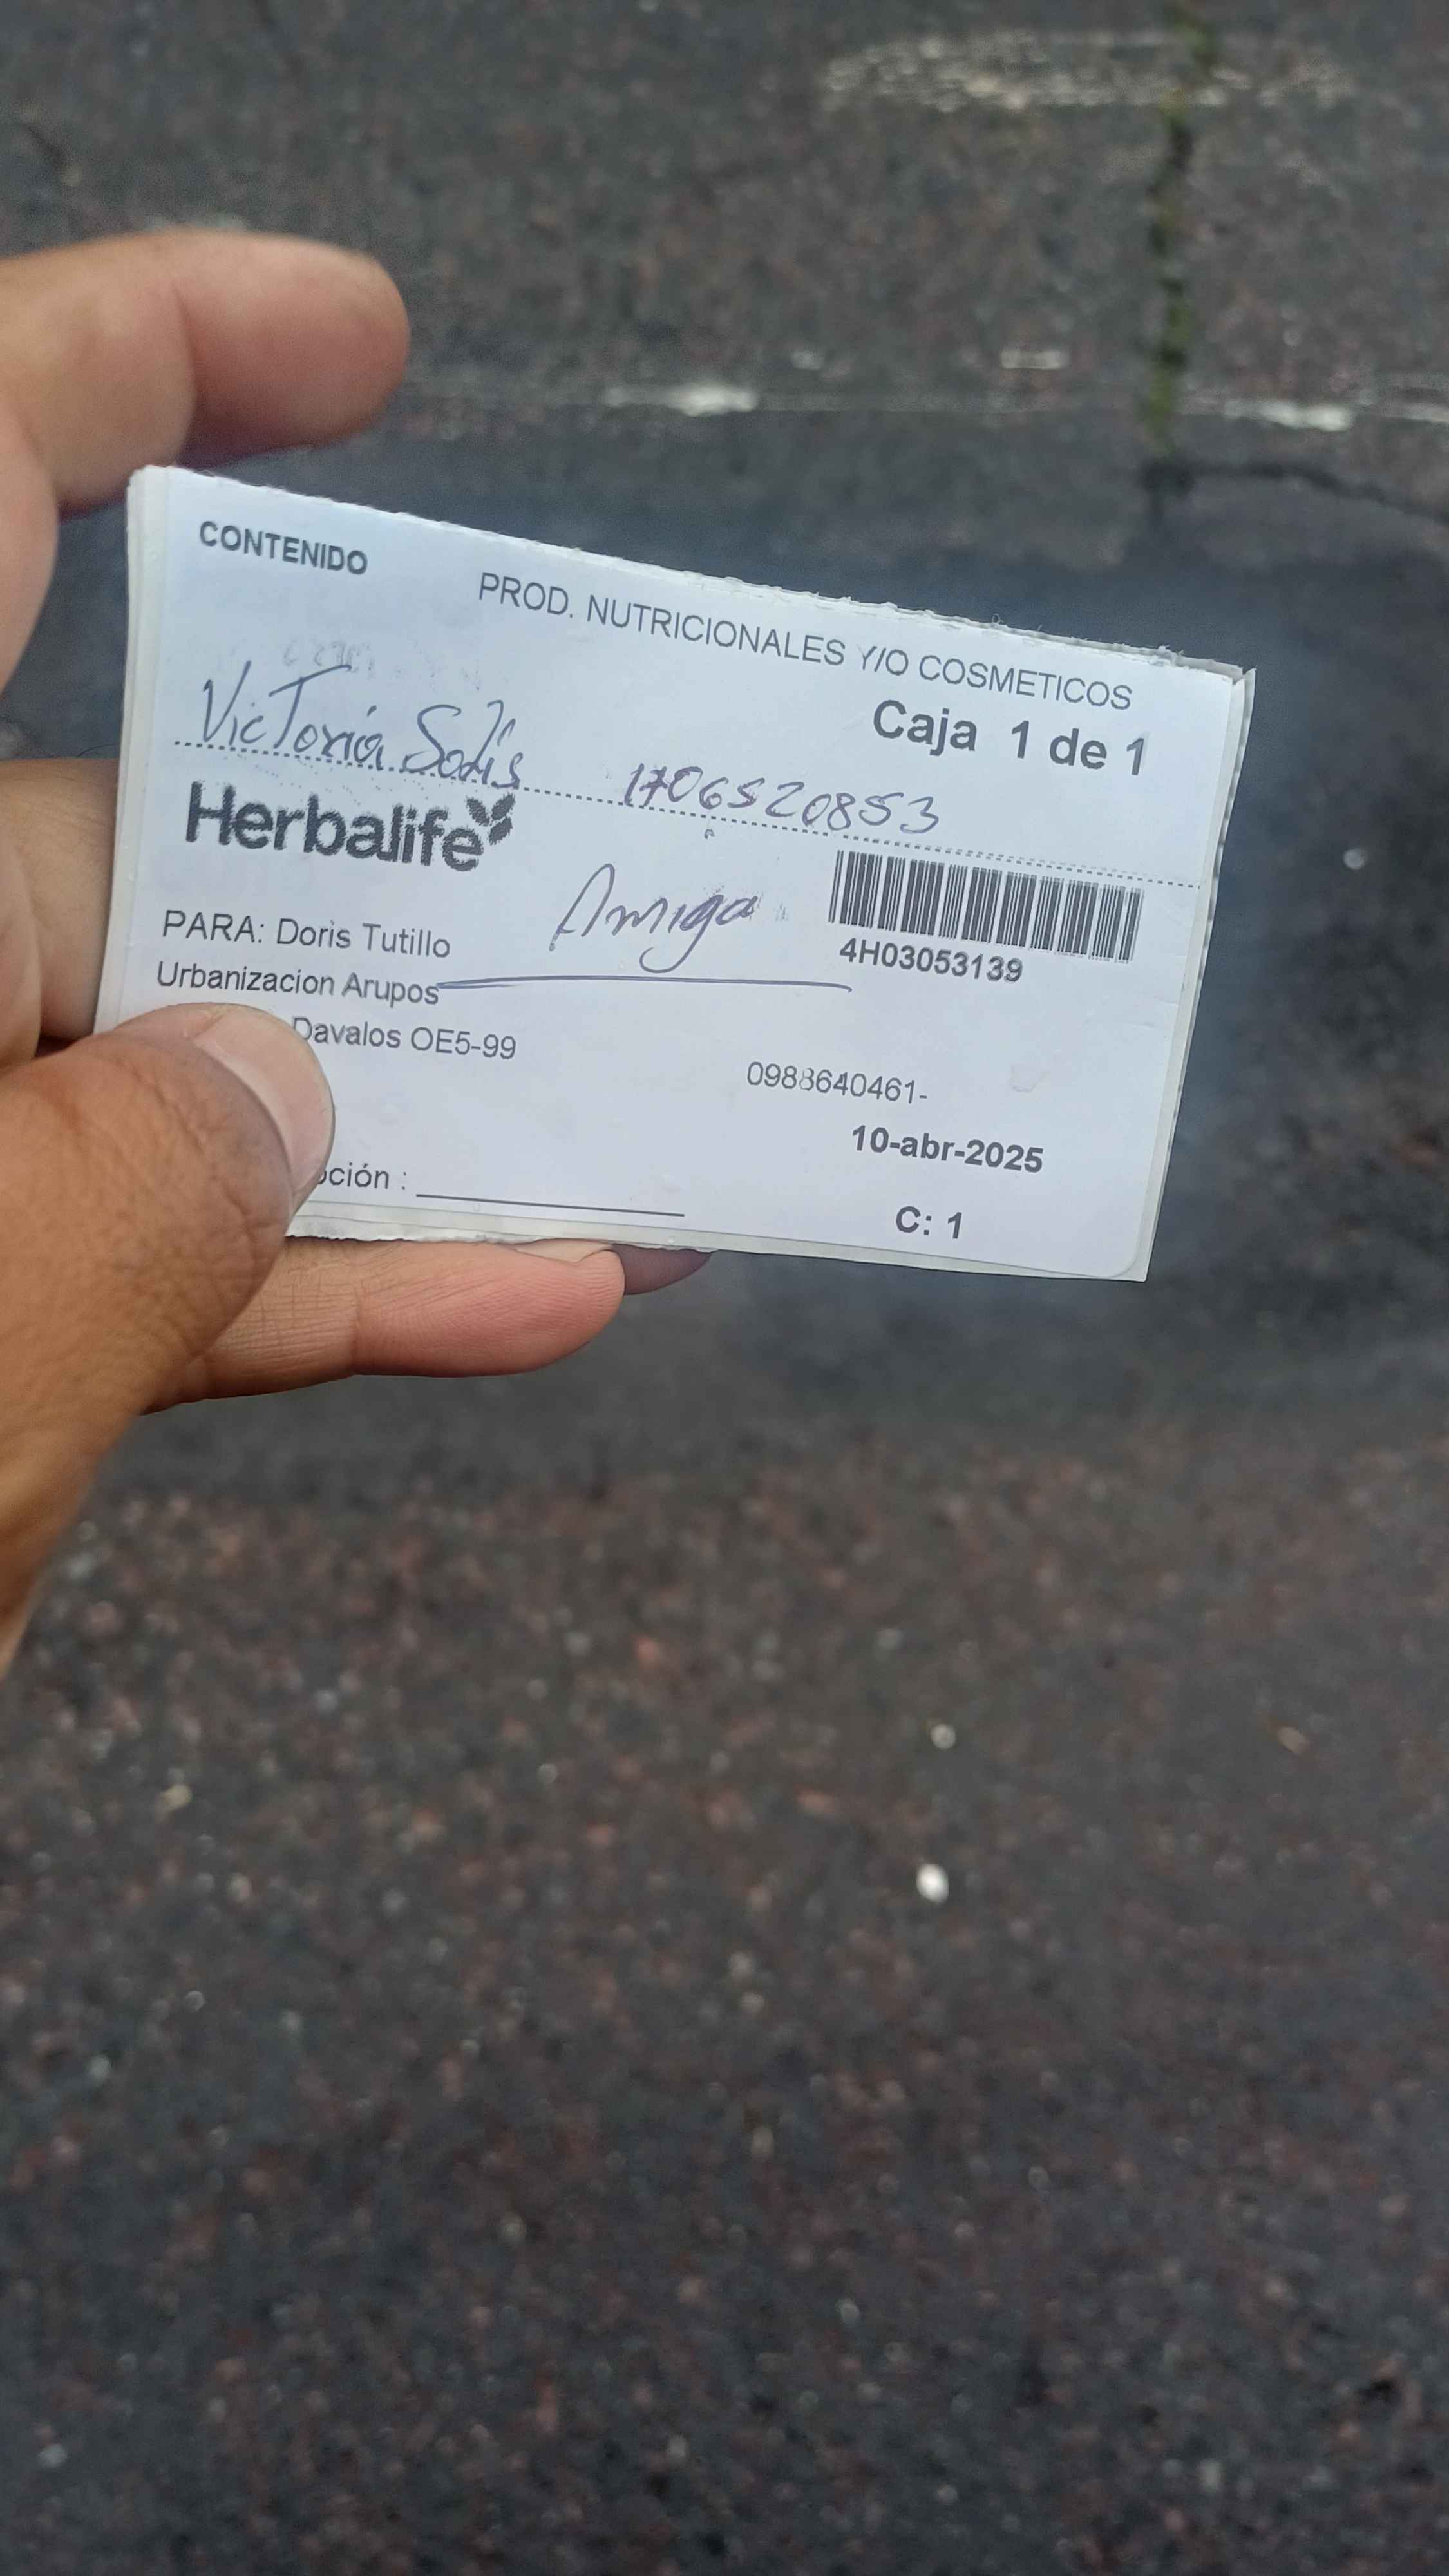 CONTENIDO
PROD. NUTRICIONALES Y/O COSMETICOS
Caja 1 de 1
Victoria Solis 1706520853
Herbalife
Amiga
4H03053139
PARA: Doris Tutillo
Urbanizacion Arupos
Davalos OE5-99
0988640461-
10-abr-2025
ción :
C: 1